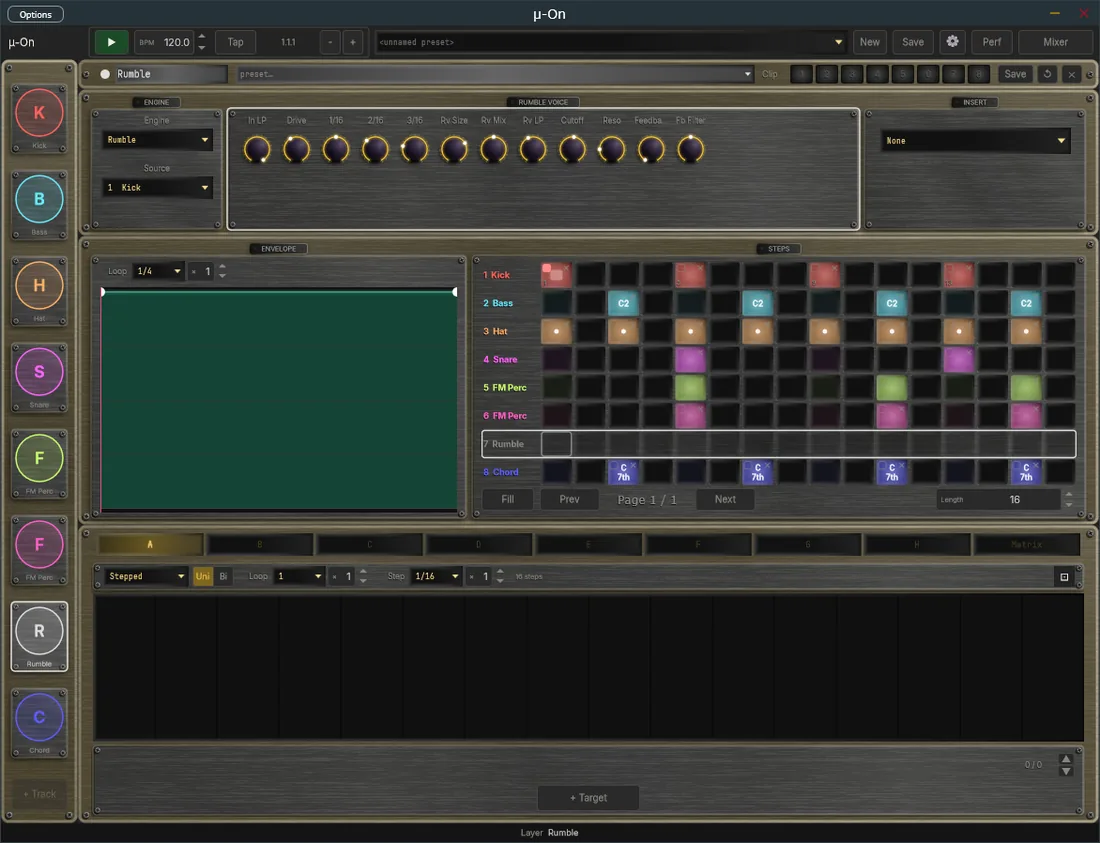 Options
µ-On
µ-On
BPM 120.0
Tap
1.1.1
- +
<unnamed preset>
New
Save
Perf
Mixer
Rumble
preset…
Clip
1 2 3 4 5 6 7 8
Save
K
Kick
B
Bass
H
Hat
S
Snare
F
FM Perc
F
FM Perc
R
Rumble
C
Chord
+ Track
ENGINE
Engine
Rumble
Source
1 Kick
RUMBLE VOICE
In LP Drive 1/16 2/16 3/16 Rv Size Rv Mix Rv LP Cutoff Reso Feedba.. Fb Filter
INSERT
None
ENVELOPE
Loop 1/4 × 1
STEPS
1 Kick
2 Bass C2 C2 C2 C2
3 Hat
4 Snare
5 FM Perc
6 FM Perc
7 Rumble
8 Chord C 7th C 7th C 7th C 7th
Fill Prev Page 1 / 1 Next Length 16
A B C D E F G H Matrix
Stepped Uni Bi Loop 1 × 1 Step 1/16 × 1 16 steps
0/0
+ Target
Layer Rumble